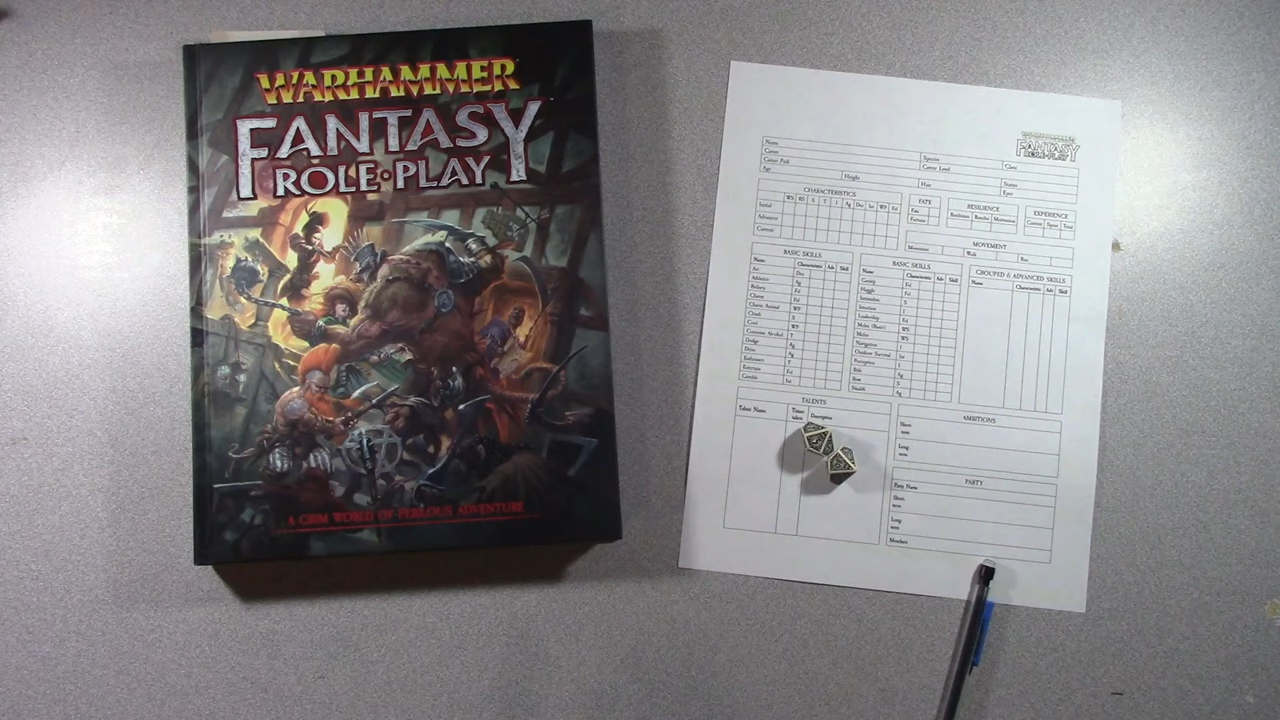 WARHAMMER
FANTASY
ROLE·PLAY
A GRIM WORLD OF PERILOUS ADVENTURE
FANTASY
ROLE·PLAY
Name
Career Species Class
Career Path Career Level
Age Height Hair Status
Eyes
CHARACTERISTICS
WS BS S T I Ag Dex Int WP Fel
Initial
Advances
Current
FATE
Fate
Fortune
RESILIENCE
Resilience Resolve Motivation
EXPERIENCE
Current Spent Total
MOVEMENT
Movement Walk Run
BASIC SKILLS
Name Characteristic Adv Skill
Art Dex
Athletics Ag
Bribery Fel
Charm Fel
Charm Animal WP
Climb S
Cool WP
Consume Alcohol T
Dodge Ag
Drive Ag
Endurance T
Entertain Fel
Gamble Int
BASIC SKILLS
Name Characteristic Adv Skill
Gossip Fel
Haggle Fel
Intimidate S
Intuition I
Leadership Fel
Melee (Basic) WS
Melee WS
Navigation I
Outdoor Survival Int
Perception I
Ride Ag
Row S
Stealth Ag
GROUPED & ADVANCED SKILLS
Name Characteristic Adv Skill
TALENTS
Talent Name Times taken Description
AMBITIONS
Short term
Long term
PARTY
Party Name
Short term
Long term
Members